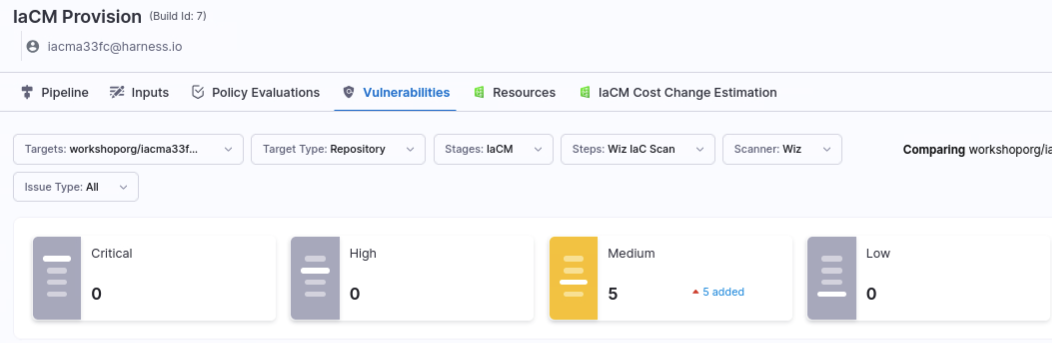 IaCM Provision (Build Id: 7)
iacma33fc@harness.io
Pipeline Inputs Policy Evaluations Vulnerabilities Resources IaCM Cost Change Estimation
Targets: workshoporg/iacma33f... Target Type: Repository Stages: IaCM Steps: Wiz IaC Scan Scanner: Wiz Comparing workshoporg/ia
Issue Type: All
Critical High Medium Low
0 0 5 5 added 0